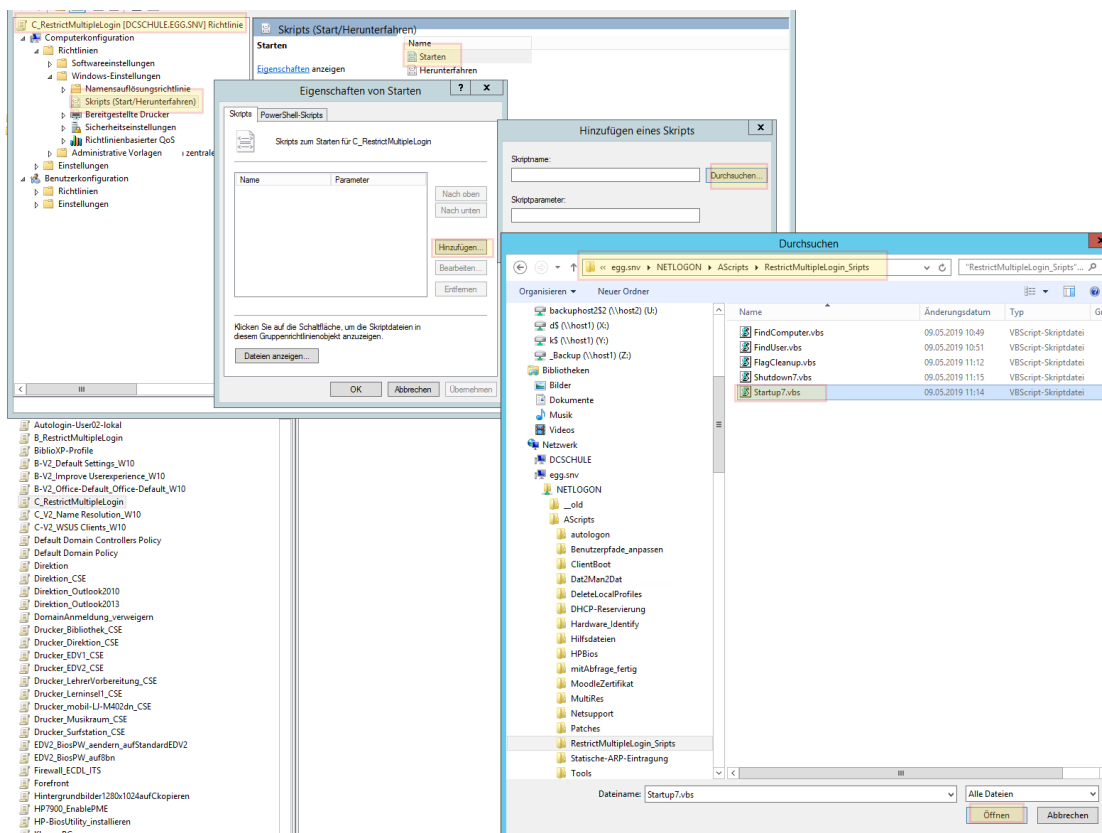 C_RestrictMultipleLogin [DCSCHULE.EGG.SNV] Richtlinie
Computerkonfiguration
Richtlinien
Softwareeinstellungen
Windows-Einstellungen
Namensauflösungsrichtlinie
Skripts (Start/Herunterfahren)
Bereitgestellte Drucker
Sicherheitseinstellungen
Richtlinienbasierter QoS
Administrative Vorlagen
zentrale
Einstellungen
Benutzerkonfiguration
Richtlinien
Einstellungen
Skripts (Start/Herunterfahren)
Starten
Name
Starten
Eigenschaften anzeigen
Herunterfahren
Eigenschaften von Starten
? x
Skripts
PowerShell-Skripts
Skripts zum Starten für C_RestrictMultipleLogin
Name
Parameter
Nach oben
Nach unten
Hinzufügen...
Bearbeiten...
Entfernen
Klicken Sie auf die Schaltfläche, um die Skriptdateien in
diesem Gruppenrichtlinienobjekt anzuzeigen.
Dateien anzeigen...
OK
Abbrechen
Übernehmen
Hinzufügen eines Skripts
x
Skriptname:
Durchsuchen...
Skriptparameter:
Durchsuchen
« egg.snv ▸ NETLOGON ▸ AScripts ▸ RestrictMultipleLogin_Sripts
"RestrictMultipleLogin_Sripts"...
Organisieren
Neuer Ordner
backuphost2$2 (\\host2) (U:)
d$ (\\host1) (X:)
k$ (\\host1) (Y:)
_Backup (\\host1) (Z:)
Bibliotheken
Bilder
Dokumente
Musik
Videos
Netzwerk
DCSCHULE
egg.snv
NETLOGON
__old
AScripts
autologon
Benutzerpfade_anpassen
ClientBoot
Dat2Man2Dat
DeleteLocalProfiles
DHCP-Reservierung
Hardware_Identify
Hilfsdateien
HPBios
mitAbfrage_fertig
MoodleZertifikat
MultiRes
Netsupport
Patches
RestrictMultipleLogin_Sripts
Statische-ARP-Eintragung
Tools
Name
Änderungsdatum
Typ
FindComputer.vbs 09.05.2019 10:49 VBScript-Skriptdatei
FindUser.vbs 09.05.2019 10:51 VBScript-Skriptdatei
FlagCleanup.vbs 09.05.2019 11:12 VBScript-Skriptdatei
Shutdown7.vbs 09.05.2019 11:15 VBScript-Skriptdatei
Startup7.vbs 09.05.2019 11:14 VBScript-Skriptdatei
Dateiname:
Startup7.vbs
Alle Dateien
Öffnen
Abbrechen
Autologin-User02-lokal
B_RestrictMultipleLogin
BiblioXP-Profile
B-V2_Default Settings_W10
B-V2_Improve Userexperience_W10
B-V2_Office-Default_Office-Default_W10
C_RestrictMultipleLogin
C_V2_Name Resolution_W10
C-V2_WSUS Clients_W10
Default Domain Controllers Policy
Default Domain Policy
Direktion
Direktion_CSE
Direktion_Outlook2010
Direktion_Outlook2013
DomainAnmeldung_verweigern
Drucker_Bibliothek_CSE
Drucker_Direktion_CSE
Drucker_EDV1_CSE
Drucker_EDV2_CSE
Drucker_LehrerVorbereitung_CSE
Drucker_Lerninsel1_CSE
Drucker_mobil-LJ-M402dn_CSE
Drucker_Musikraum_CSE
Drucker_Surfstation_CSE
EDV2_BiosPW_aendern_aufStandardEDV2
EDV2_BiosPW_auf8bn
Firewall_ECDL_ITS
Forefront
Hintergrundbilder1280x1024aufCkopieren
HP7900_EnablePME
HP-BiosUtility_installieren